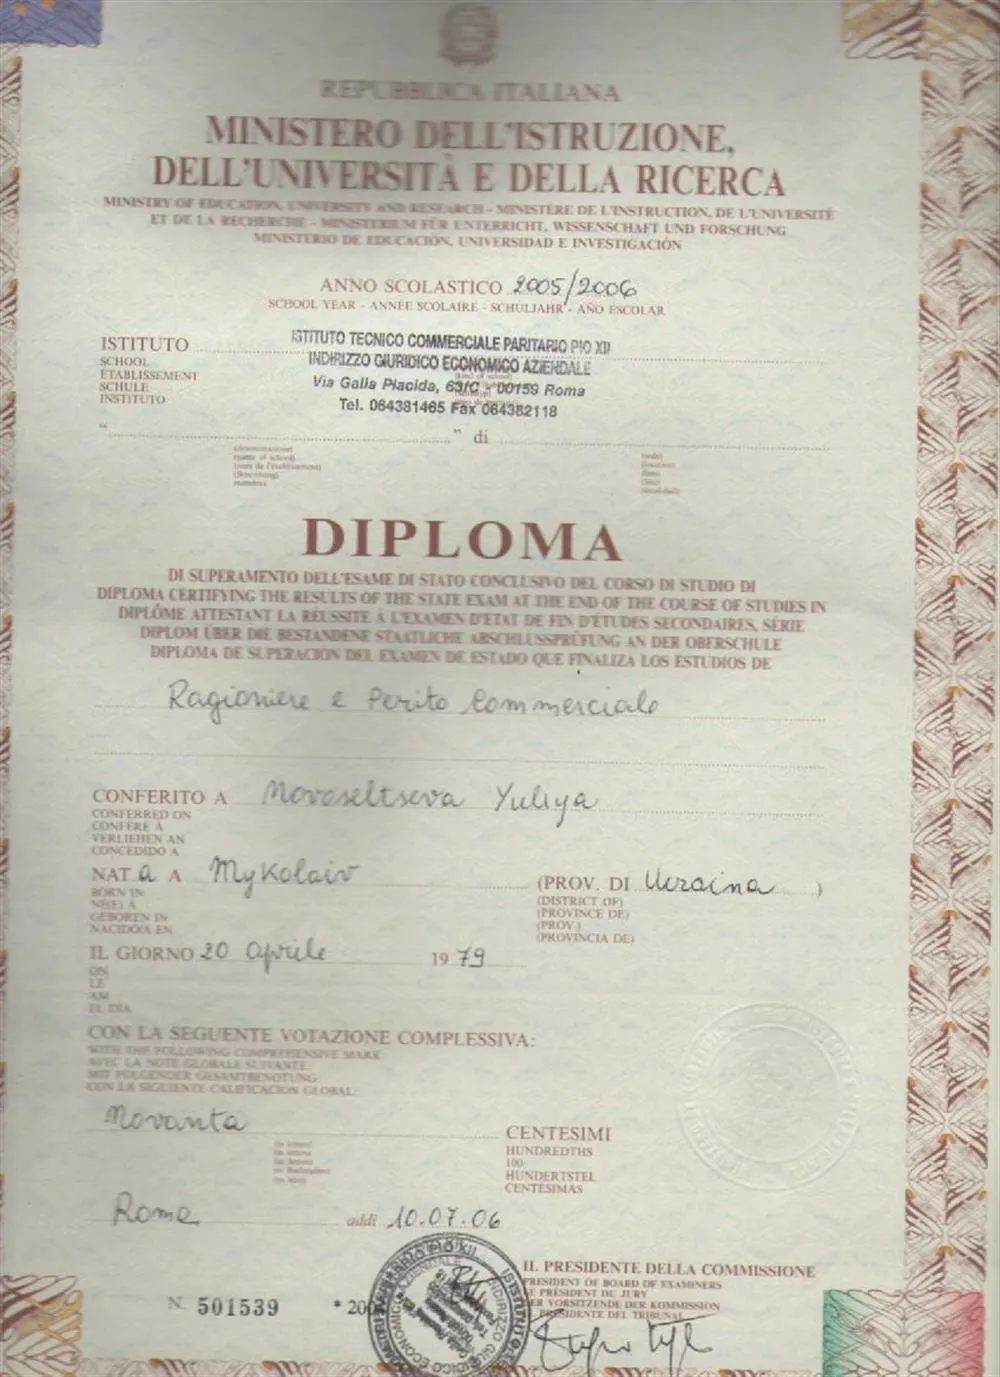 REPUBBLICA ITALIANA
MINISTERO DELL'ISTRUZIONE,
DELL'UNIVERSITÀ E DELLA RICERCA
MINISTRY OF EDUCATION, UNIVERSITY AND RESEARCH - MINISTÈRE DE L'INSTRUCTION, DE L'UNIVERSITÉ
ET DE LA RECHERCHE - MINISTERIUM FÜR UNTERRICHT, WISSENSCHAFT UND FORSCHUNG
MINISTERIO DE EDUCACIÓN, UNIVERSIDAD E INVESTIGACIÓN
ANNO SCOLASTICO 2005/2006
SCHOOL YEAR - ANNÉE SCOLAIRE - SCHULJAHR - AÑO ESCOLAR
ISTITUTO
SCHOOL
ÉTABLISSEMENT
SCHULE
INSTITUTO
ISTITUTO TECNICO COMMERCIALE PARITARIO PIO XII
INDIRIZZO GIURIDICO ECONOMICO AZIENDALE
Via Galla Placida, 63/C - 00159 Roma
Tel. 064381465 Fax 064382118
" " di
DIPLOMA
DI SUPERAMENTO DELL'ESAME DI STATO CONCLUSIVO DEL CORSO DI STUDIO DI
DIPLOMA CERTIFYING THE RESULTS OF THE STATE EXAM AT THE END OF THE COURSE OF STUDIES IN
DIPLÔME ATTESTANT LA RÉUSSITE À L'EXAMEN D'ÉTAT DE FIN D'ÉTUDES SECONDAIRES, SÉRIE
DIPLOM ÜBER DIE BESTANDENE STAATLICHE ABSCHLUSSPRÜFUNG AN DER OBERSCHULE
DIPLOMA DE SUPERACIÓN DEL EXAMEN DE ESTADO QUE FINALIZA LOS ESTUDIOS DE
Ragioniere e Perito Commerciale
CONFERITO A Novoseltseva Yuliya
CONFERRED ON
CONFÉRÉ À
VERLIEHEN AN
CONCEDIDO A
NATa A Mykolaiv (PROV. DI Ucraina )
BORN IN
NÉ(E) A
GEBOREN IN
NACIDO/A EN
(DISTRICT OF)
(PROVINCE DE)
(PROV.)
(PROVINCIA DE)
IL GIORNO 20 aprile 1979
ON
LE
AM
EL DIA
CON LA SEGUENTE VOTAZIONE COMPLESSIVA:
WITH THE FOLLOWING COMPREHENSIVE MARK
AVEC LA NOTE GLOBALE SUIVANTE:
MIT FOLGENDER GESAMTBENOTUNG:
CON LA SIGUIENTE CALIFICACION GLOBAL:
Novanta CENTESIMI
HUNDREDTHS
100
HUNDERTSTEL
CENTÉSIMAS
Roma addì 10.07.06
IL PRESIDENTE DELLA COMMISSIONE
PRESIDENT OF BOARD OF EXAMINERS
LE PRÉSIDENT DU JURY
DER VORSITZENDE DER KOMMISSION
PRESIDENTE DEL TRIBUNAL
N. 501539 * 200